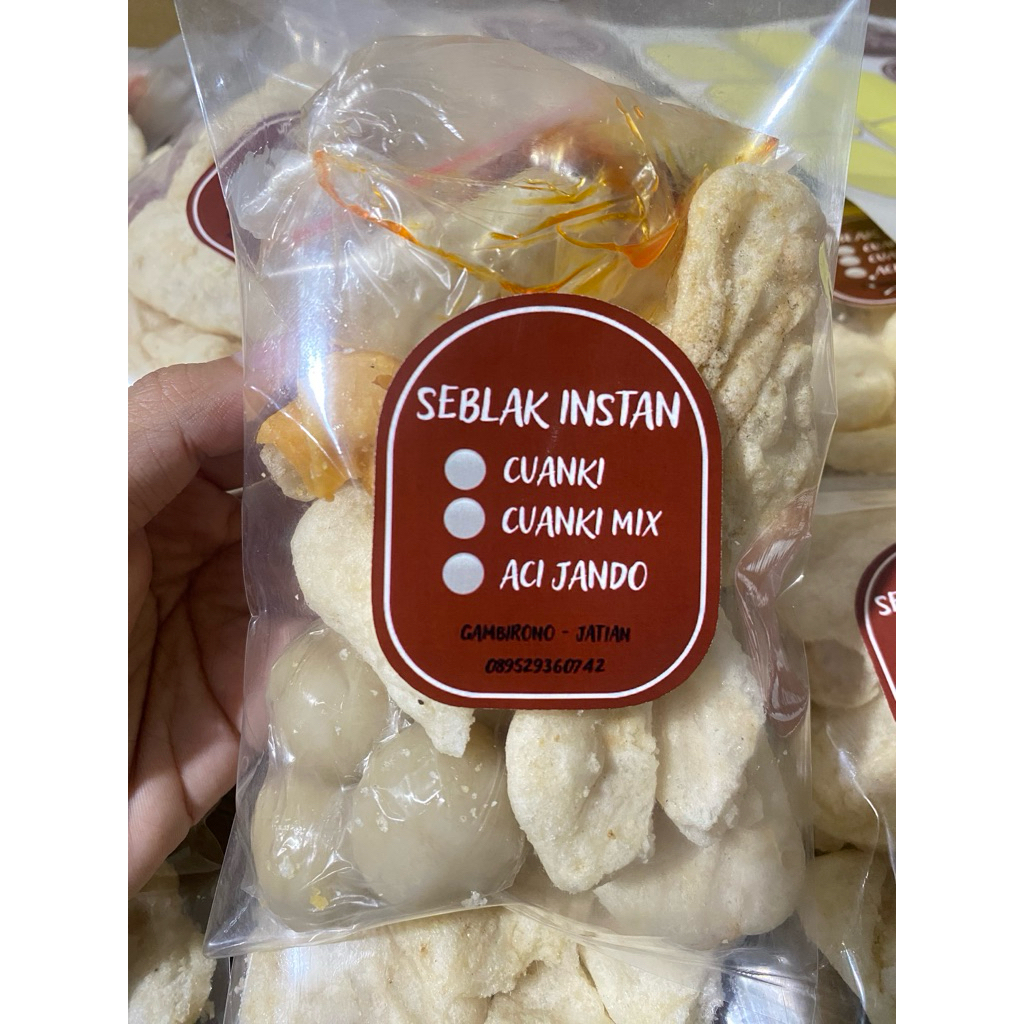 SEBLAK INSTAN
CUANKI
CUANKI MIX
ACI JANDO
GAMBIRONO - JATIAN
089529360742